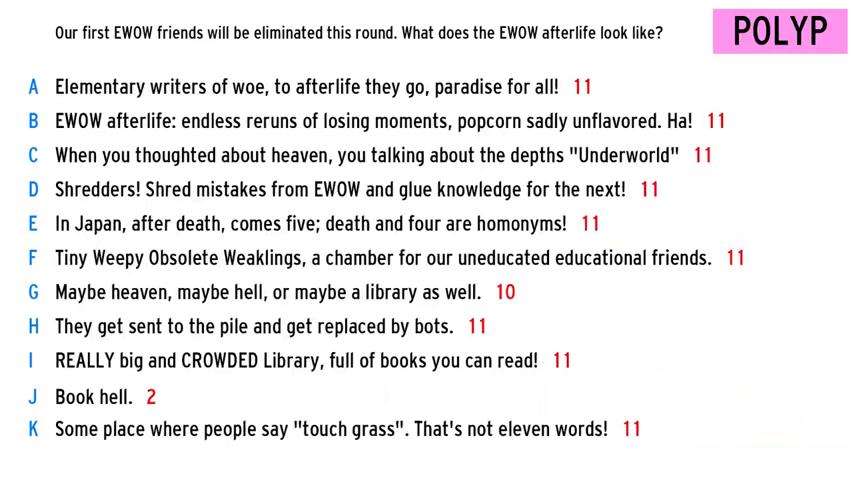 Our first EWOW friends will be eliminated this round. What does the EWOW afterlife look like?
POLYP
A Elementary writers of woe, to afterlife they go, paradise for all! 11
B EWOW afterlife: endless reruns of losing moments, popcorn sadly unflavored. Ha! 11
C When you thoughted about heaven, you talking about the depths "Underworld" 11
D Shredders! Shred mistakes from EWOW and glue knowledge for the next! 11
E In Japan, after death, comes five; death and four are homonyms! 11
F Tiny Weepy Obsolete Weaklings, a chamber for our uneducated educational friends. 11
G Maybe heaven, maybe hell, or maybe a library as well. 10
H They get sent to the pile and get replaced by bots. 11
I REALLY big and CROWDED Library, full of books you can read! 11
J Book hell. 2
K Some place where people say "touch grass". That's not eleven words! 11